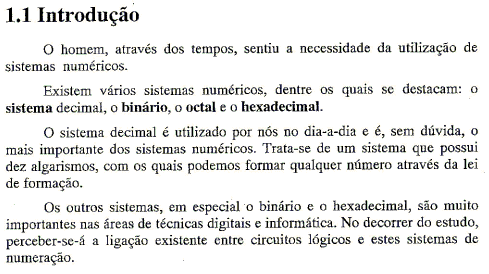 1.1 Introdução
O homem, através dos tempos, sentiu a necessidade da utilização de
sistemas numéricos.
Existem vários sistemas numéricos, dentre os quais se destacam: o
sistema decimal, o binário, o octal e o hexadecimal.
O sistema decimal é utilizado por nós no dia-a-dia e é, sem dúvida, o
mais importante dos sistemas numéricos. Trata-se de um sistema que possui
dez algarismos, com os quais podemos formar qualquer número através da lei
de formação.
Os outros sistemas, em especial o binário e o hexadecimal, são muito
importantes nas áreas de técnicas digitais e informática. No decorrer do estudo,
perceber-se-á a ligação existente entre circuitos lógicos e estes sistemas de
numeração.